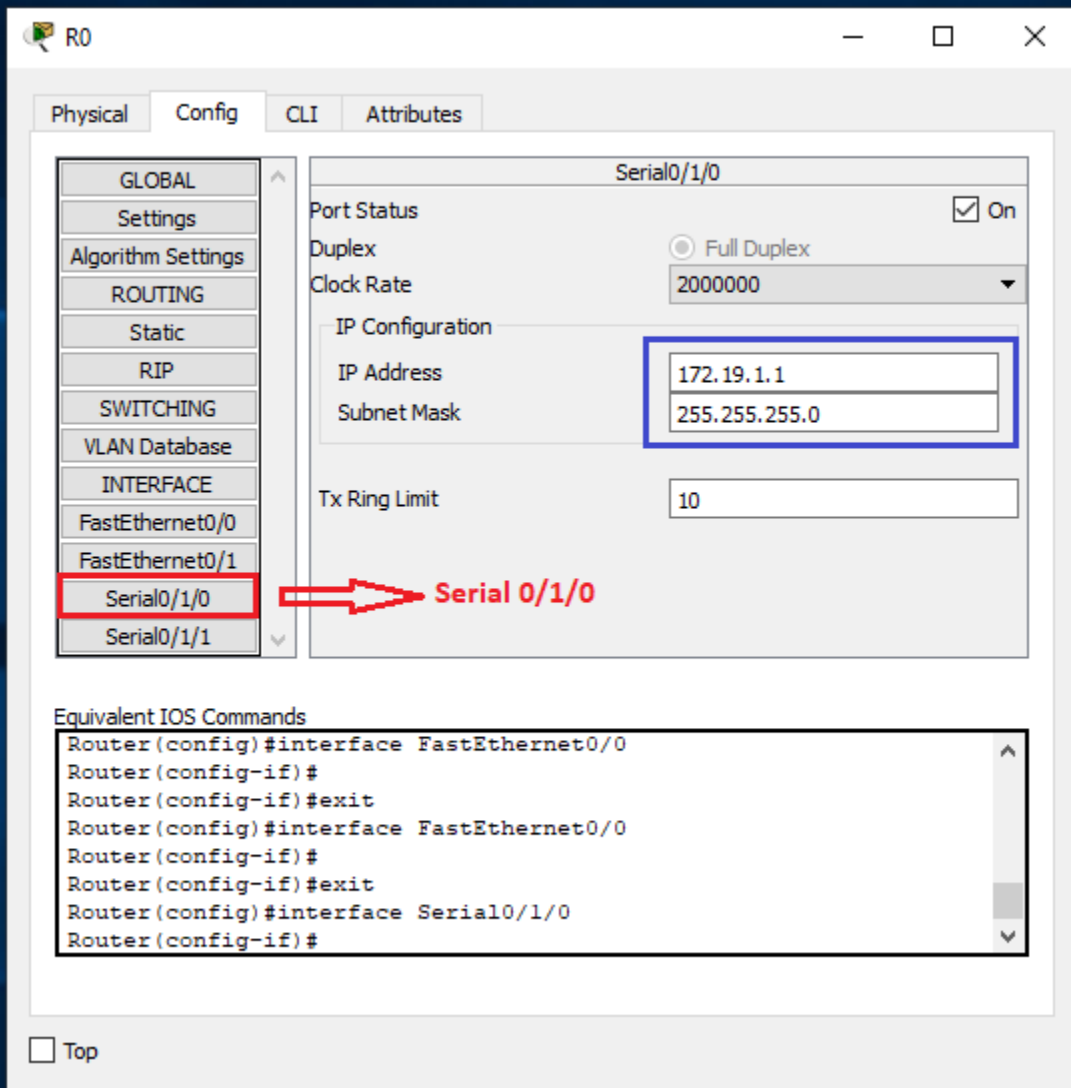 R0
Physical Config CLI Attributes
GLOBAL
Settings
Algorithm Settings
ROUTING
Static
RIP
SWITCHING
VLAN Database
INTERFACE
FastEthernet0/0
FastEthernet0/1
Serial0/1/0
Serial0/1/1
Serial0/1/0
Port Status On
Duplex Full Duplex
Clock Rate 2000000
IP Configuration
IP Address 172.19.1.1
Subnet Mask 255.255.255.0
Tx Ring Limit 10
Serial 0/1/0
Equivalent IOS Commands
Router(config)#interface FastEthernet0/0
Router(config-if)#
Router(config-if)#exit
Router(config)#interface FastEthernet0/0
Router(config-if)#
Router(config-if)#exit
Router(config)#interface Serial0/1/0
Router(config-if)#
Top